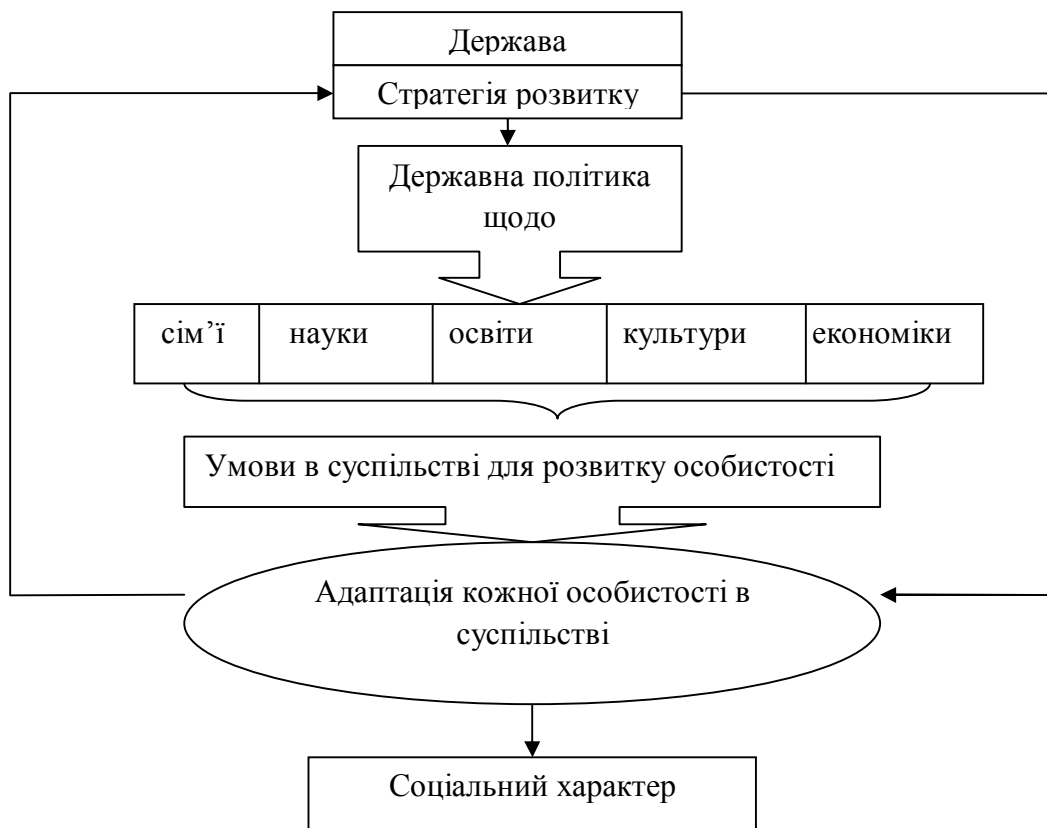 Держава
Стратегія розвитку
Державна політика
щодо
сім’ї науки освіти культури економіки
Умови в суспільстві для розвитку особистості
Адаптація кожної особистості в
суспільстві
Соціальний характер